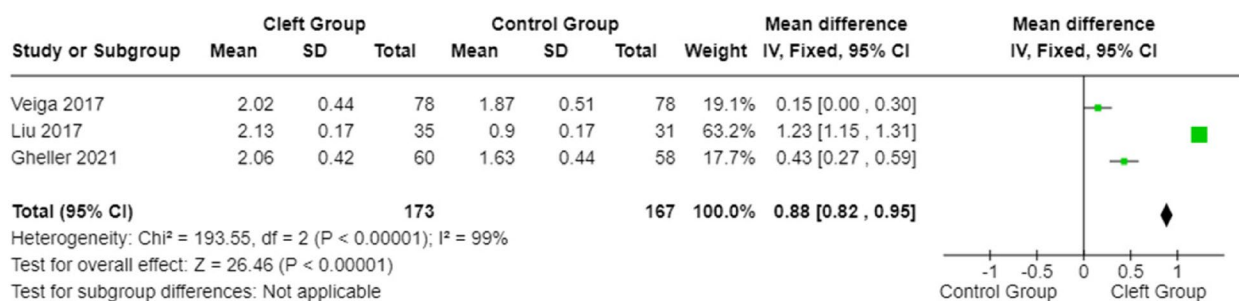 Cleft Group Control Group Mean difference Mean difference
Study or Subgroup Mean SD Total Mean SD Total Weight IV, Fixed, 95% CI IV, Fixed, 95% CI
Veiga 2017 2.02 0.44 78 1.87 0.51 78 19.1% 0.15 [0.00 , 0.30]
Liu 2017 2.13 0.17 35 0.9 0.17 31 63.2% 1.23 [1.15 , 1.31]
Gheller 2021 2.06 0.42 60 1.63 0.44 58 17.7% 0.43 [0.27 , 0.59]
Total (95% CI) 173 167 100.0% 0.88 [0.82 , 0.95]
Heterogeneity: Chi² = 193.55, df = 2 (P < 0.00001); I² = 99%
Test for overall effect: Z = 26.46 (P < 0.00001)
-1 -0.5 0 0.5 1
Test for subgroup differences: Not applicable Control Group Cleft Group